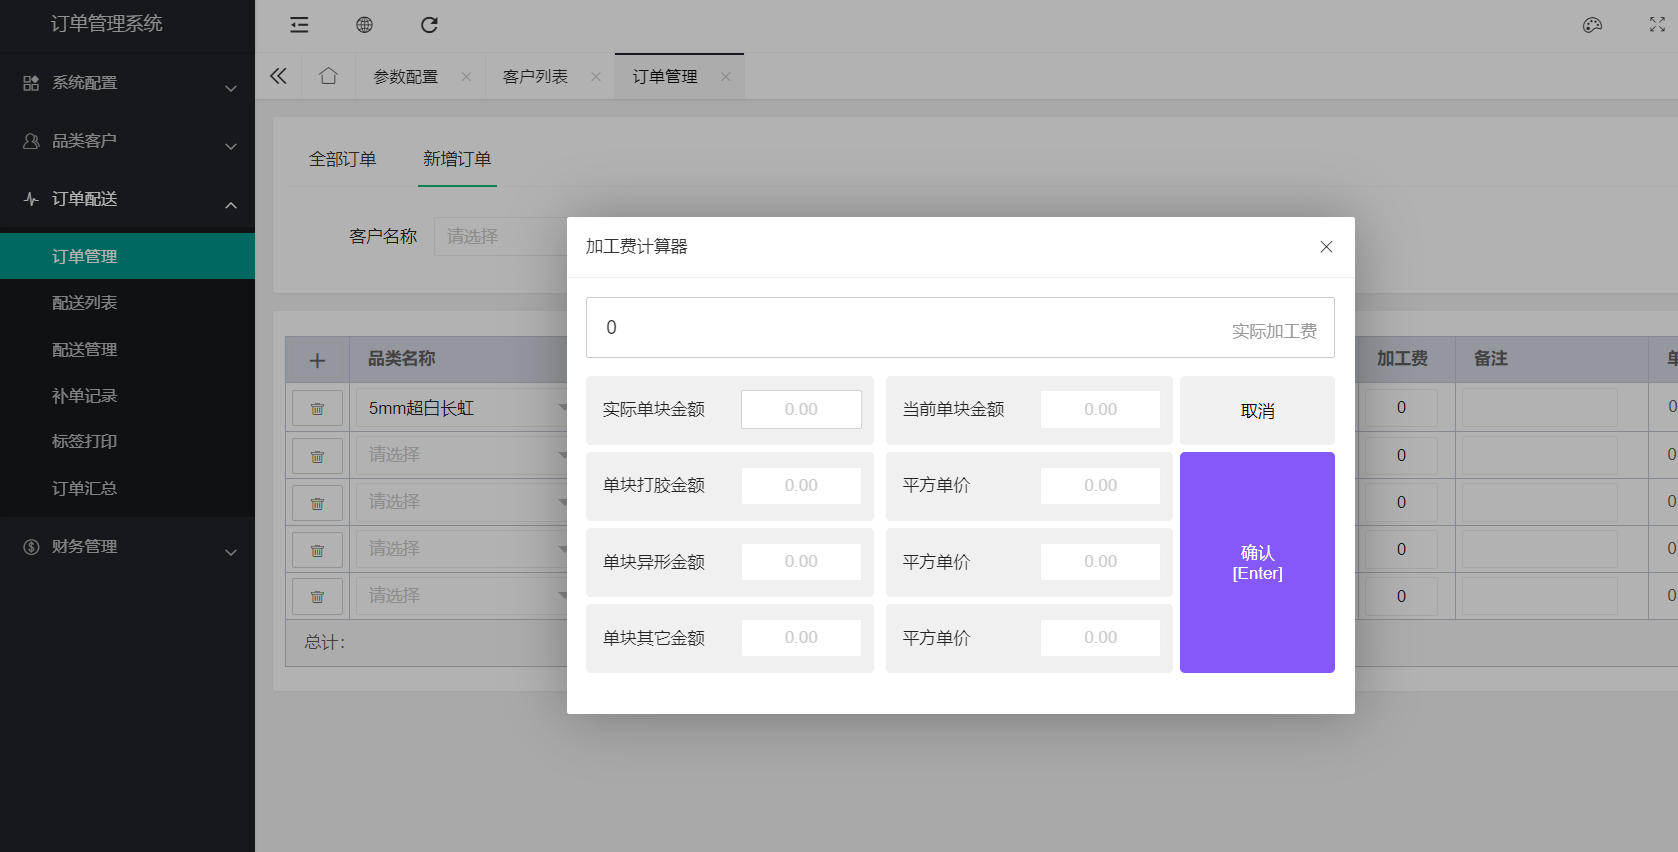 订单管理系统
系统配置
品类客户
订单配送
订单管理
配送列表
配送管理
补单记录
标签打印
订单汇总
财务管理
参数配置
客户列表
订单管理
全部订单
新增订单
客户名称
请选择
品类名称
加工费
备注
5mm超白长虹
0
请选择
0
请选择
0
请选择
0
请选择
0
总计：
加工费计算器
0
实际加工费
实际单块金额
0.00
当前单块金额
0.00
取消
单块打胶金额
0.00
平方单价
0.00
单块异形金额
0.00
平方单价
0.00
确认
[Enter]
单块其它金额
0.00
平方单价
0.00